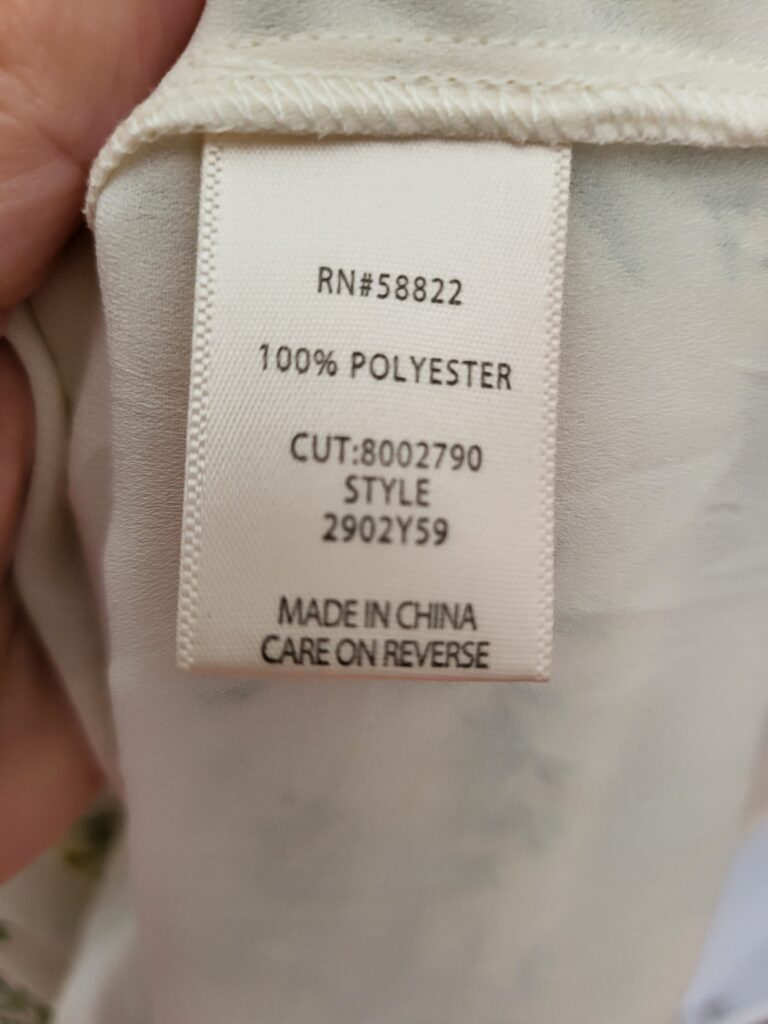 RN#58822
100% POLYESTER
CUT:8002790
STYLE
2902Y59
MADE IN CHINA
CARE ON REVERSE